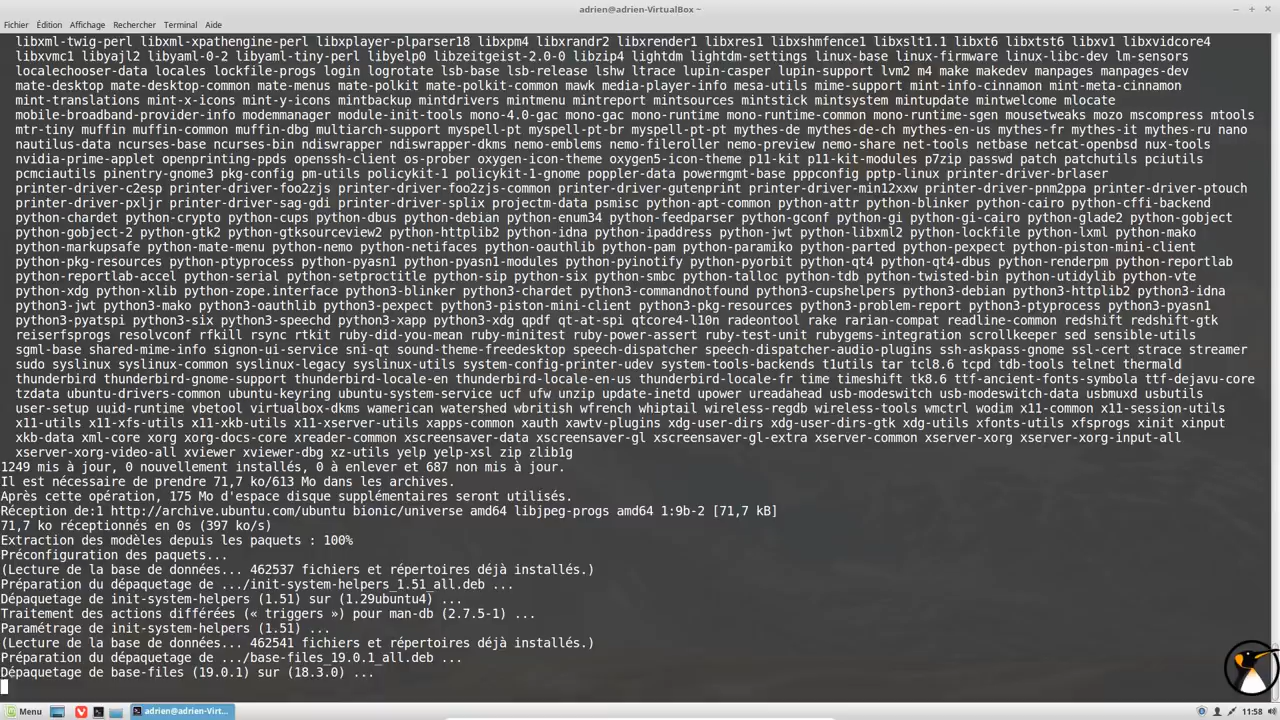 adrien@adrien-VirtualBox
Fichier Édition Affichage Rechercher Terminal Aide
libxml-twig-perl libxml-xpathengine-perl libxplayer-plparser18 libxpm4 libxrandr2 libxrender1 libxres1 libxshmfence1 libxslt1.1 libxt6 libxtst6 libxv1 libxvidcore4
libxvmc1 libyajl2 libyaml-0-2 libyaml-tiny-perl libyelp0 libzeitgeist-2.0-0 libzip4 lightdm lightdm-settings linux-base linux-firmware linux-libc-dev lm-sensors
localechooser-data locales lockfile-progs login logrotate lsb-base lsb-release lshw ltrace lupin-casper lupin-support lvm2 m4 make makedev manpages manpages-dev
mate-desktop mate-desktop-common mate-menus mate-polkit mate-polkit-common mawk media-player-info mesa-utils mime-support mint-info-cinnamon mint-meta-cinnamon
mint-translations mint-x-icons mint-y-icons mintbackup mintdrivers mintmenu mintreport mintsources mintstick mintsystem mintupdate mintwelcome mlocate
mobile-broadband-provider-info modemmanager module-init-tools mono-4.0-gac mono-gac mono-runtime mono-runtime-common mono-runtime-sgen mousetweaks mozo mscompress mtools
mtr-tiny muffin muffin-common muffin-dbg multiarch-support myspell-pt myspell-pt-br myspell-pt-pt mythes-de mythes-de-ch mythes-en-us mythes-fr mythes-it mythes-ru nano
nautilus-data ncurses-base ncurses-bin ndiswrapper ndiswrapper-dkms nemo-emblems nemo-fileroller nemo-preview nemo-share net-tools netbase netcat-openbsd nux-tools
nvidia-prime-applet openprinting-ppds openssh-client os-prober oxygen-icon-theme oxygen5-icon-theme p11-kit p11-kit-modules p7zip passwd patch patchutils pciutils
pcmciautils pinentry-gnome3 pkg-config pm-utils policykit-1 policykit-1-gnome poppler-data powermgmt-base pppconfig pptp-linux printer-driver-brlaser
printer-driver-c2esp printer-driver-foo2zjs printer-driver-foo2zjs-common printer-driver-gutenprint printer-driver-min12xxw printer-driver-pnm2ppa printer-driver-ptouch
printer-driver-pxljr printer-driver-sag-gdi printer-driver-splix projectm-data psmisc python-apt-common python-attr python-blinker python-cairo python-cffi-backend
python-chardet python-crypto python-cups python-dbus python-debian python-enum34 python-feedparser python-gconf python-gi python-gi-cairo python-glade2 python-gobject
python-gobject-2 python-gtk2 python-gtksourceview2 python-httplib2 python-idna python-ipaddress python-jwt python-libxml2 python-lockfile python-lxml python-mako
python-markupsafe python-mate-menu python-nemo python-netifaces python-oauthlib python-pam python-paramiko python-parted python-pexpect python-piston-mini-client
python-pkg-resources python-ptyprocess python-pyasn1 python-pyasn1-modules python-pyinotify python-pyorbit python-qt4 python-qt4-dbus python-renderpm python-reportlab
python-reportlab-accel python-serial python-setproctitle python-sip python-six python-smbc python-talloc python-tdb python-twisted-bin python-utidylib python-vte
python-xdg python-xlib python-zope.interface python3-blinker python3-chardet python3-commandnotfound python3-cupshelpers python3-debian python3-httplib2 python3-idna
python3-jwt python3-mako python3-oauthlib python3-pexpect python3-piston-mini-client python3-pkg-resources python3-problem-report python3-ptyprocess python3-pyasn1
python3-pyatspi python3-six python3-speechd python3-xapp python3-xdg qpdf qt-at-spi qtcore4-l10n radeontool rake rarian-compat readline-common redshift redshift-gtk
reiserfsprogs resolvconf rfkill rsync rtkit ruby-did-you-mean ruby-minitest ruby-power-assert ruby-test-unit rubygems-integration scrollkeeper sed sensible-utils
sgml-base shared-mime-info signon-ui-service sni-qt sound-theme-freedesktop speech-dispatcher speech-dispatcher-audio-plugins ssh-askpass-gnome ssl-cert strace streamer
sudo syslinux syslinux-common syslinux-legacy syslinux-utils system-config-printer-udev system-tools-backends t1utils tar tcl8.6 tcpd tdb-tools telnet thermald
thunderbird thunderbird-gnome-support thunderbird-locale-en thunderbird-locale-en-us thunderbird-locale-fr time timeshift tk8.6 ttf-ancient-fonts-symbola ttf-dejavu-core
tzdata ubuntu-drivers-common ubuntu-keyring ubuntu-system-service ucf ufw unzip update-inetd upower ureadahead usb-modeswitch usb-modeswitch-data usbmuxd usbutils
user-setup uuid-runtime vbetool virtualbox-dkms wamerican watershed wbritish wfrench whiptail wireless-regdb wireless-tools wmctrl wodim x11-common x11-session-utils
x11-utils x11-xfs-utils x11-xkb-utils x11-xserver-utils xapps-common xauth xawtv-plugins xdg-user-dirs xdg-user-dirs-gtk xdg-utils xfonts-utils xfsprogs xinit xinput
xkb-data xml-core xorg xorg-docs-core xreader-common xscreensaver-data xscreensaver-gl xscreensaver-gl-extra xserver-common xserver-xorg xserver-xorg-input-all
xserver-xorg-video-all xviewer xviewer-dbg xz-utils yelp yelp-xsl zip zlib1g
1249 mis à jour, 0 nouvellement installés, 0 à enlever et 687 non mis à jour.
Il est nécessaire de prendre 71,7 ko/613 Mo dans les archives.
Après cette opération, 175 Mo d'espace disque supplémentaires seront utilisés.
Réception de:1 http://archive.ubuntu.com/ubuntu bionic/universe amd64 libjpeg-progs amd64 1:9b-2 [71,7 kB]
71,7 ko réceptionnés en 0s (397 ko/s)
Extraction des modèles depuis les paquets : 100%
Préconfiguration des paquets...
(Lecture de la base de données... 462537 fichiers et répertoires déjà installés.)
Préparation du dépaquetage de .../init-system-helpers_1.51_all.deb ...
Dépaquetage de init-system-helpers (1.51) sur (1.29ubuntu4) ...
Traitement des actions différées (« triggers ») pour man-db (2.7.5-1) ...
Paramétrage de init-system-helpers (1.51) ...
(Lecture de la base de données... 462541 fichiers et répertoires déjà installés.)
Préparation du dépaquetage de .../base-files_19.0.1_all.deb ...
Dépaquetage de base-files (19.0.1) sur (18.3.0) ...
Menu adrien@adrien-Virt... 11:58